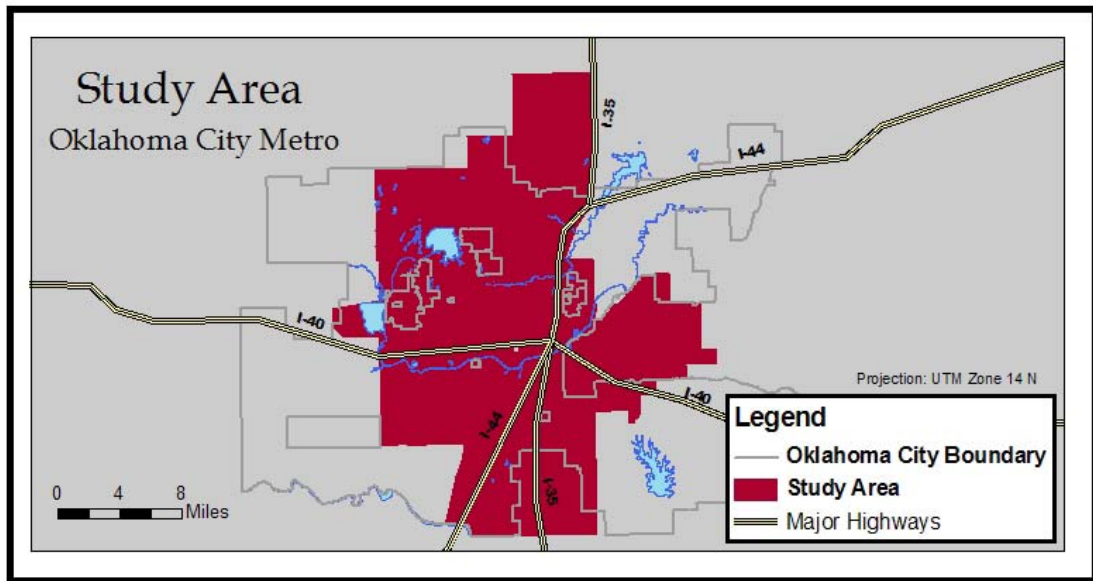 Study Area
Oklahoma City Metro
I-35
I-44
I-40
I-40
I-44
I-35
Projection: UTM Zone 14 N
Legend
Oklahoma City Boundary
Study Area
Major Highways
0 4 8
Miles